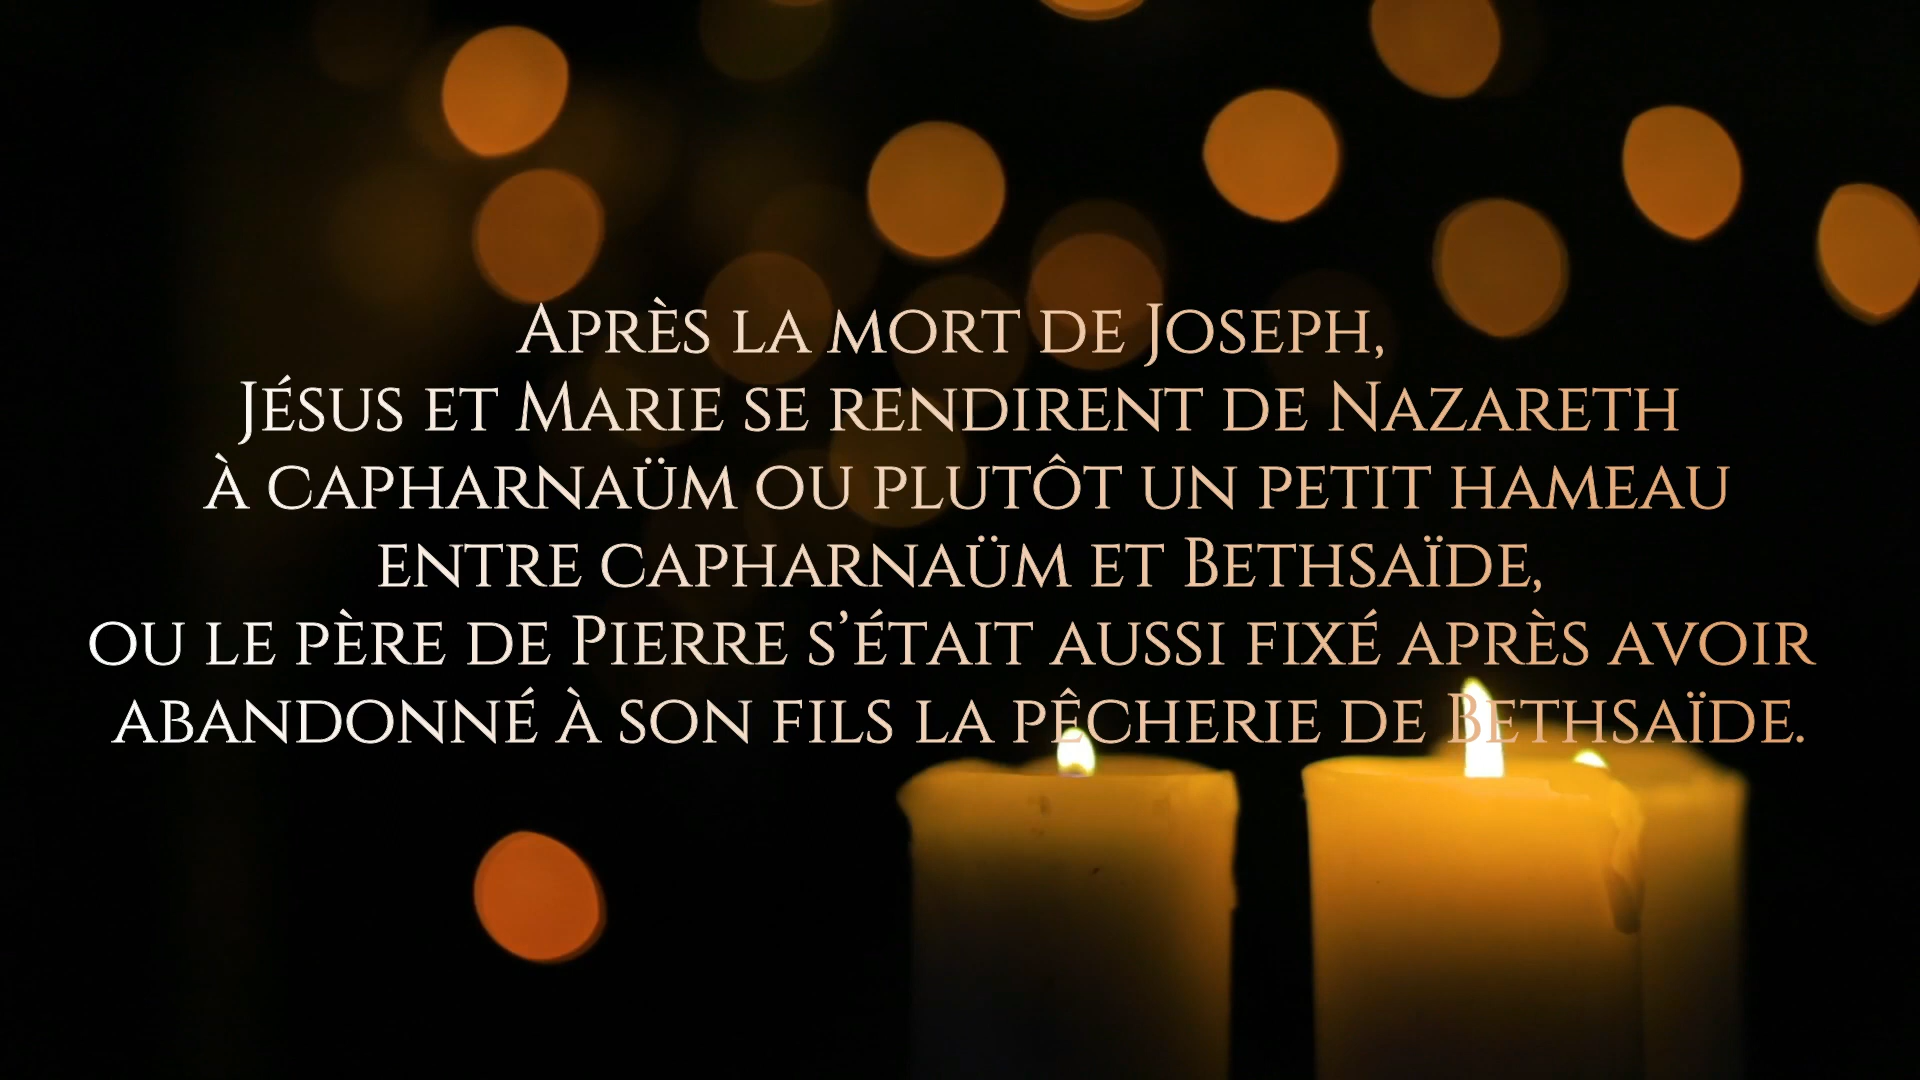 Après la mort de Joseph,
Jésus et Marie se rendirent de Nazareth
à capharnaüm ou plutôt un petit hameau
entre capharnaüm et Bethsaïde,
ou le père de Pierre s’était aussi fixé après avoir
abandonné à son fils la pêcherie de Bethsaïde.